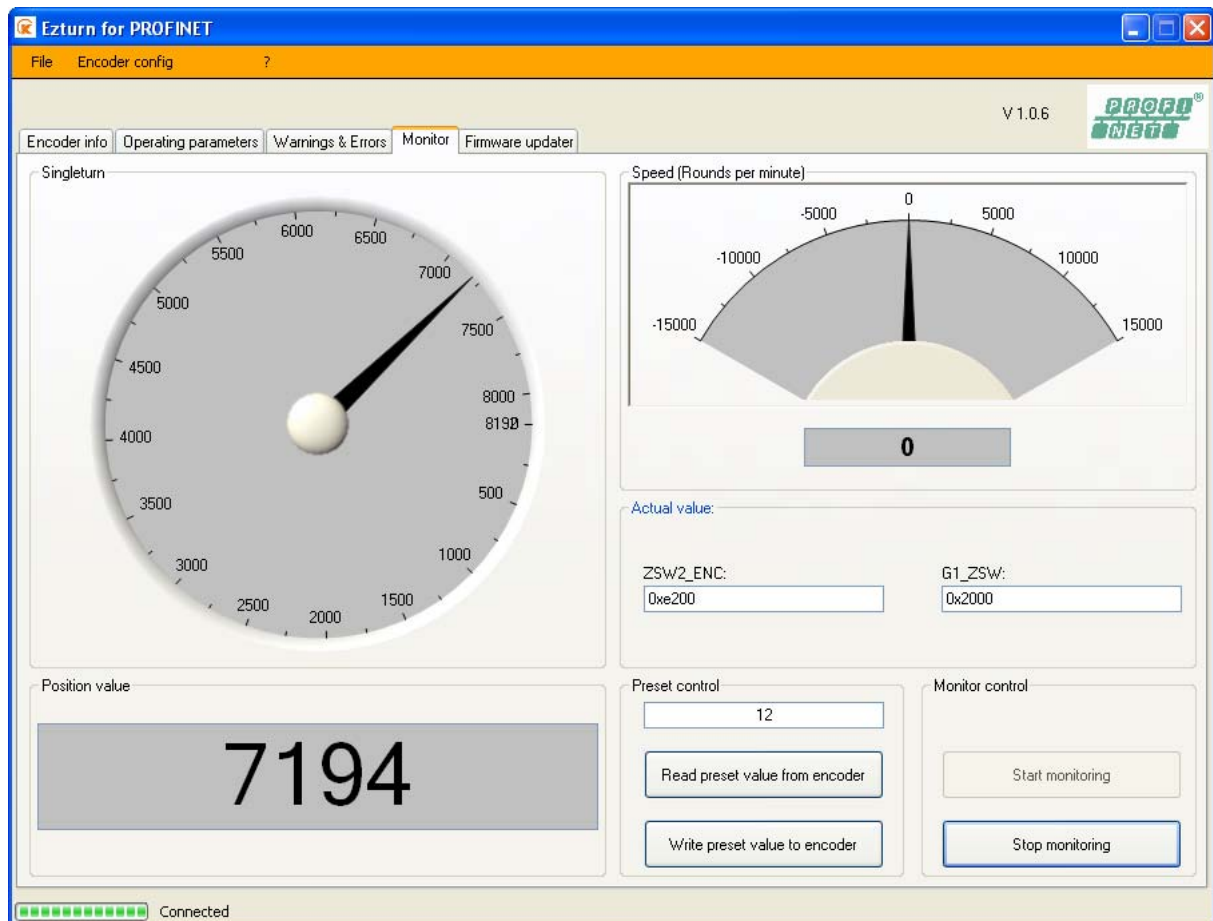 Ezturn for PROFINET
File Encoder config ?
V 1.0.6
PROFI
NET
®
Encoder info Operating parameters Warnings & Errors Monitor Firmware updater
Singleturn
6000
6500
5500
7000
5000
7500
4500
8000
8192
4000
500
3500
1000
3000
1500
2500
2000
Speed (Rounds per minute)
0
-5000 5000
-10000 10000
-15000 15000
0
Actual value:
ZSW2_ENC: G1_ZSW:
0xe200 0x2000
Position value
7194
Preset control
12
Read preset value from encoder
Write preset value to encoder
Monitor control
Start monitoring
Stop monitoring
Connected